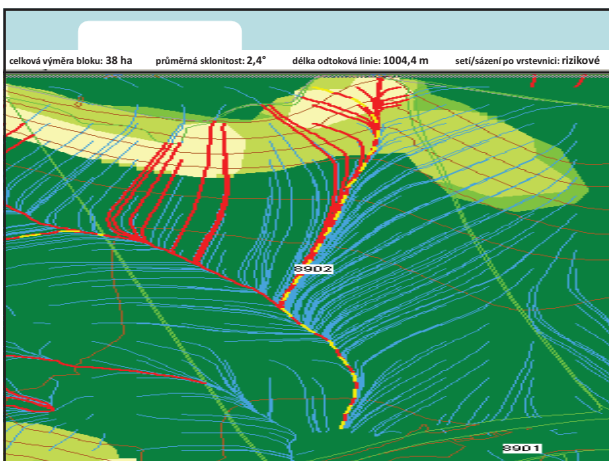 celková výměra bloku: 38 ha průměrná sklonitost: 2,4° délka odtoková linie: 1004,4 m setí/sázení po vrstevnici: rizikové
8902
8901